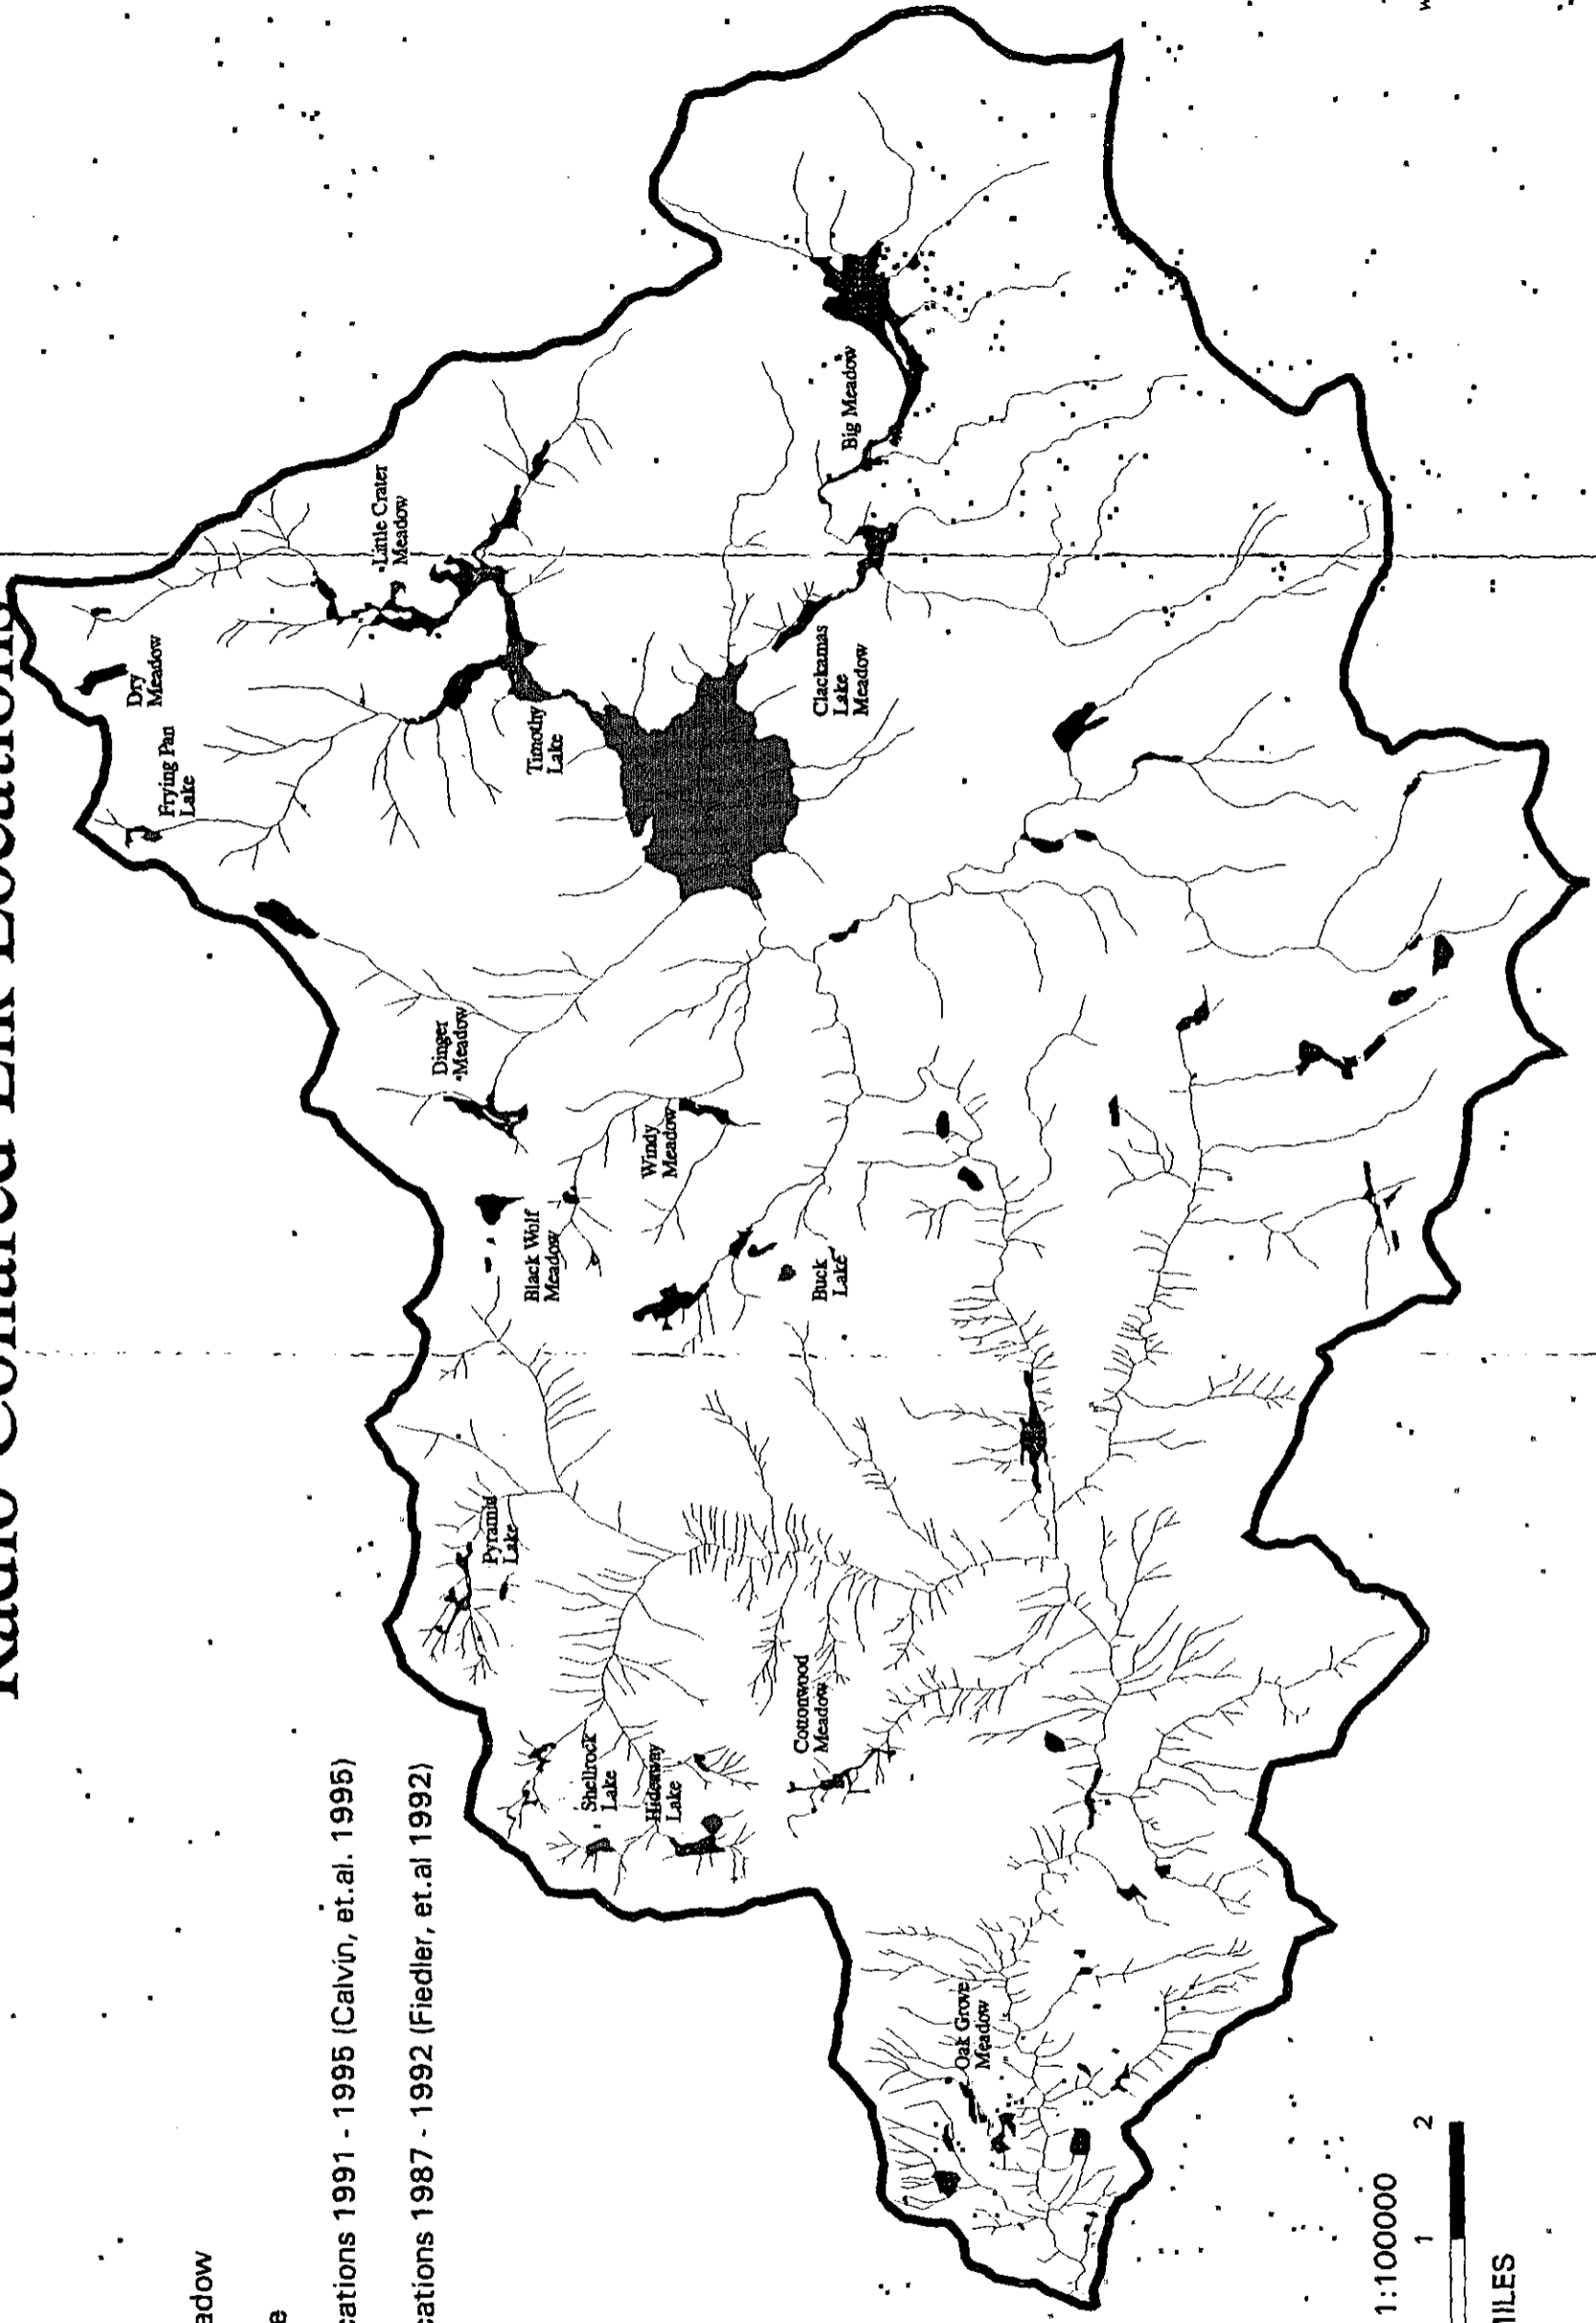 Radio Collared Elk Locations
adow
e
cations 1991 - 1995 (Calvin, et.al. 1995)
cations 1987 - 1992 (Fiedler, et.al 1992)
Dry
Meadow
Frying Pan
Lake
Little Crater
Meadow
Timothy
Lake
Big Meadow
Clackamas
Lake
Meadow
Dinger
Meadow
Windy
Meadow
Black Wolf
Meadow
Buck
Lake
Pyramid
Lake
Cottonwood
Meadow
Shellrock
Lake
Hideaway
Lake
Oak Grove
Meadow
1:100000
1 2
MILES